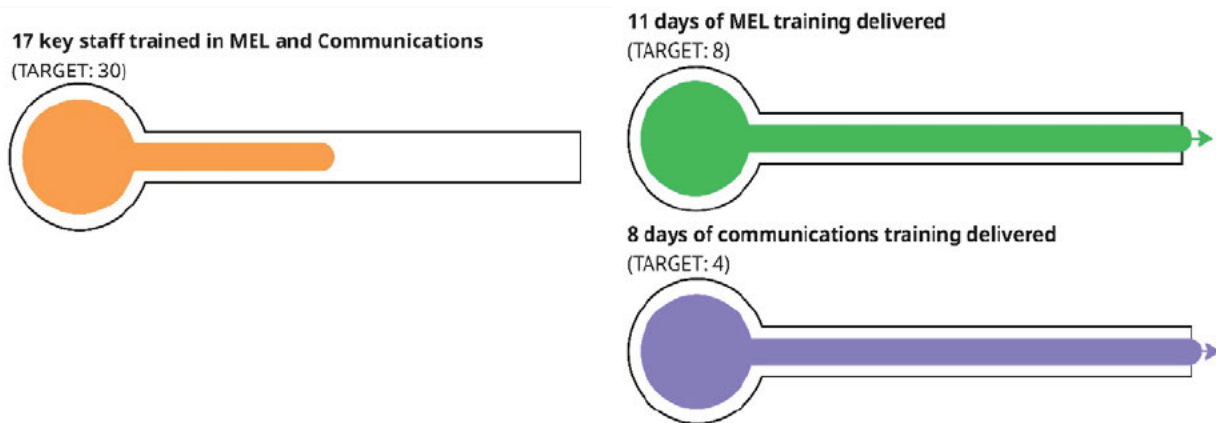 17 key staff trained in MEL and Communications
(TARGET: 30)
11 days of MEL training delivered
(TARGET: 8)
8 days of communications training delivered
(TARGET: 4)